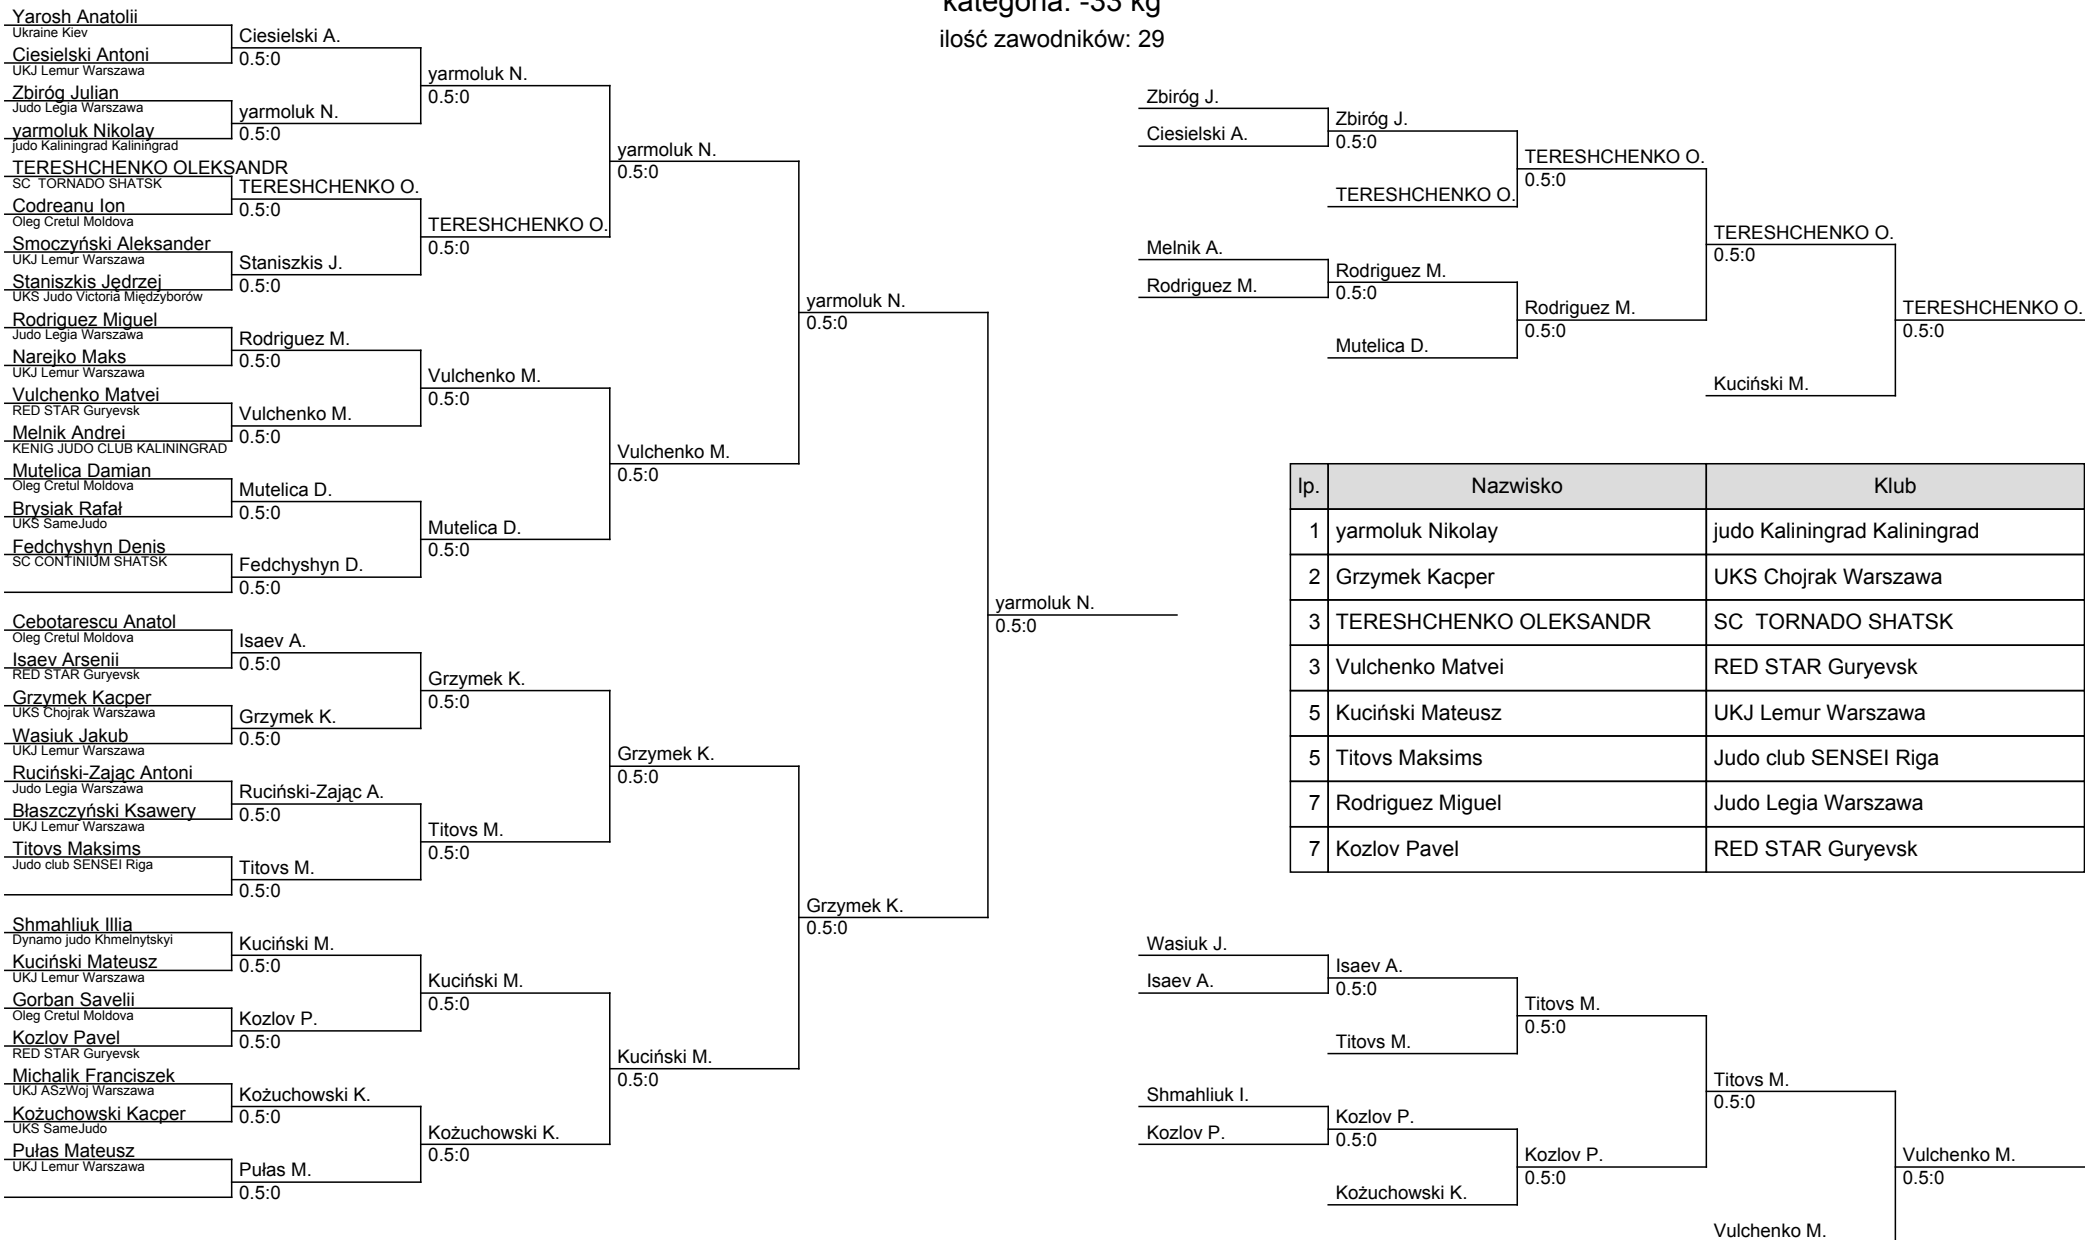 kategoria: -33 kg
ilość zawodników: 29
Yarosh Anatolii
Ukraine Kiev
Ciesielski Antoni
UKJ Lemur Warszawa
Zbiróg Julian
Judo Legia Warszawa
yarmoluk Nikolay
judo Kaliningrad Kaliningrad
TERESHCHENKO OLEKSANDR
SC TORNADO SHATSK
Codreanu Ion
Oleg Cretul Moldova
Smoczyński Aleksander
UKJ Lemur Warszawa
Staniszkis Jędrzej
UKS Judo Victoria Międzyborów
Rodriguez Miguel
Judo Legia Warszawa
Narejko Maks
UKJ Lemur Warszawa
Vulchenko Matvei
RED STAR Guryevsk
Melnik Andrei
KENIG JUDO CLUB KALININGRAD
Mutelica Damian
Oleg Cretul Moldova
Brysiak Rafał
UKS SameJudo
Fedchyshyn Denis
SC CONTINIUM SHATSK
Cebotarescu Anatol
Oleg Cretul Moldova
Isaev Arsenii
RED STAR Guryevsk
Grzymek Kacper
UKS Chojrak Warszawa
Wasiuk Jakub
UKJ Lemur Warszawa
Ruciński-Zając Antoni
Judo Legia Warszawa
Błaszczyński Ksawery
UKJ Lemur Warszawa
Titovs Maksims
Judo club SENSEI Riga
Shmahliuk Illia
Dynamo judo Khmelnytskyi
Kuciński Mateusz
UKJ Lemur Warszawa
Gorban Savelii
Oleg Cretul Moldova
Kozlov Pavel
RED STAR Guryevsk
Michalik Franciszek
UKJ ASzWoj Warszawa
Kożuchowski Kacper
UKS SameJudo
Pułas Mateusz
UKJ Lemur Warszawa
Ciesielski A.
0.5:0
yarmoluk N.
0.5:0
TERESHCHENKO O.
0.5:0
Staniszkis J.
0.5:0
Rodriguez M.
0.5:0
Vulchenko M.
0.5:0
Mutelica D.
0.5:0
Fedchyshyn D.
0.5:0
Isaev A.
0.5:0
Grzymek K.
0.5:0
Ruciński-Zając A.
0.5:0
Titovs M.
0.5:0
Kuciński M.
0.5:0
Kozlov P.
0.5:0
Kożuchowski K.
0.5:0
Pułas M.
0.5:0
yarmoluk N.
0.5:0
TERESHCHENKO O.
0.5:0
Vulchenko M.
0.5:0
Mutelica D.
0.5:0
Grzymek K.
0.5:0
Titovs M.
0.5:0
Kuciński M.
0.5:0
Kożuchowski K.
0.5:0
yarmoluk N.
0.5:0
Vulchenko M.
0.5:0
Grzymek K.
0.5:0
Kuciński M.
0.5:0
yarmoluk N.
0.5:0
Grzymek K.
0.5:0
yarmoluk N.
0.5:0
Zbiróg J.
Ciesielski A.
Zbiróg J.
0.5:0
TERESHCHENKO O.
TERESHCHENKO O.
0.5:0
Melnik A.
Rodriguez M.
Rodriguez M.
0.5:0
Mutelica D.
Rodriguez M.
0.5:0
TERESHCHENKO O.
0.5:0
Kuciński M.
TERESHCHENKO O.
0.5:0
lp. Nazwisko Klub
1 yarmoluk Nikolay judo Kaliningrad Kaliningrad
2 Grzymek Kacper UKS Chojrak Warszawa
3 TERESHCHENKO OLEKSANDR SC TORNADO SHATSK
3 Vulchenko Matvei RED STAR Guryevsk
5 Kuciński Mateusz UKJ Lemur Warszawa
5 Titovs Maksims Judo club SENSEI Riga
7 Rodriguez Miguel Judo Legia Warszawa
7 Kozlov Pavel RED STAR Guryevsk
Wasiuk J.
Isaev A.
Isaev A.
0.5:0
Titovs M.
Titovs M.
0.5:0
Shmahliuk I.
Kozlov P.
Kozlov P.
0.5:0
Kożuchowski K.
Kozlov P.
0.5:0
Titovs M.
0.5:0
Vulchenko M.
Vulchenko M.
0.5:0